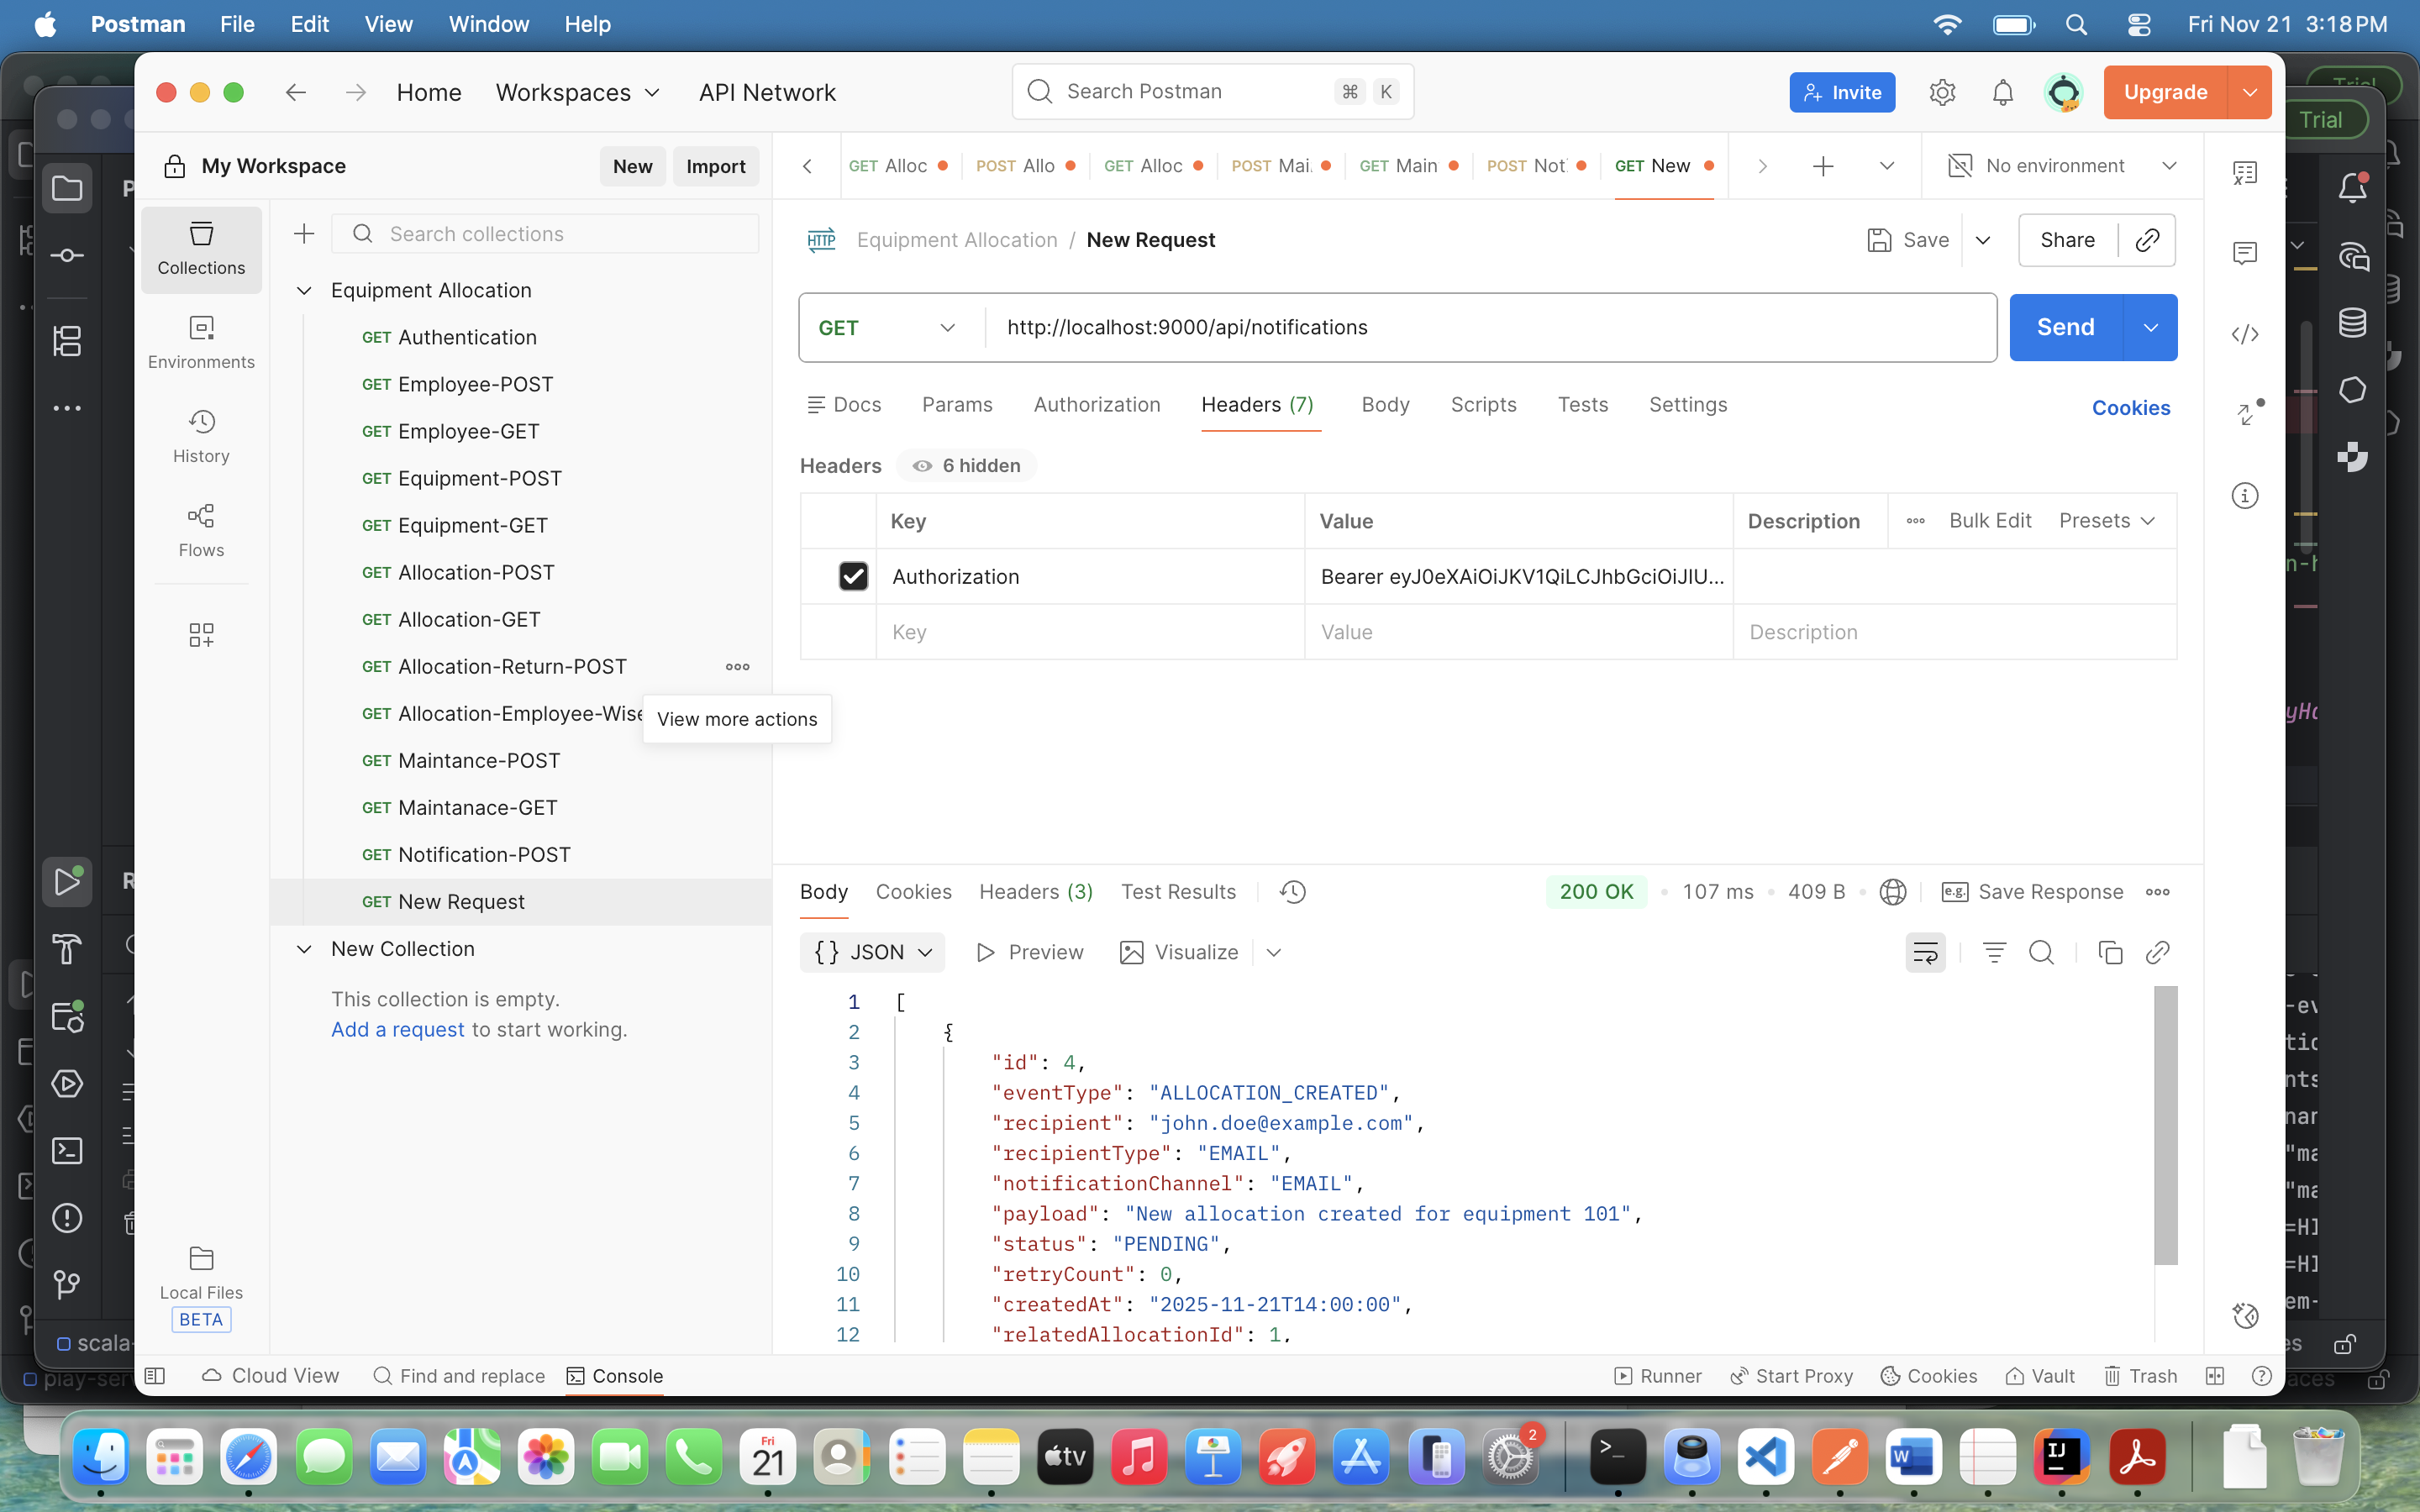 Postman File Edit View Window Help
Fri Nov 21 3:18 PM
Home Workspaces API Network
Search Postman ⌘ K
Invite
Upgrade
Trial
My Workspace
New Import
GET Alloc
POST Allo
GET Alloc
POST Mai.
GET Main
POST Not
GET New
No environment
Collections
Environments
History
Flows
Local Files
BETA
Search collections
Equipment Allocation
GET Authentication
GET Employee-POST
GET Employee-GET
GET Equipment-POST
GET Equipment-GET
GET Allocation-POST
GET Allocation-GET
GET Allocation-Return-POST
GET Allocation-Employee-Wise
View more actions
GET Maintance-POST
GET Maintanace-GET
GET Notification-POST
GET New Request
New Collection
This collection is empty.
Add a request to start working.
HTTP Equipment Allocation / New Request
Save
Share
GET http://localhost:9000/api/notifications
Send
Docs Params Authorization Headers (7) Body Scripts Tests Settings
Cookies
Headers 6 hidden
Key Value Description Bulk Edit Presets
Authorization Bearer eyJ0eXAiOiJKV1QiLCJhbGciOiJIU...
Key Value Description
Body Cookies Headers (3) Test Results
200 OK 107 ms 409 B e.g. Save Response
{} JSON Preview Visualize
1 [
2 {
3 "id": 4,
4 "eventType": "ALLOCATION_CREATED",
5 "recipient": "john.doe@example.com",
6 "recipientType": "EMAIL",
7 "notificationChannel": "EMAIL",
8 "payload": "New allocation created for equipment 101",
9 "status": "PENDING",
10 "retryCount": 0,
11 "createdAt": "2025-11-21T14:00:00",
12 "relatedAllocationId": 1,
Cloud View Find and replace Console
Runner Start Proxy Cookies Vault Trash
scala-
play-serv
Fri
21
tv
2
W
IJ